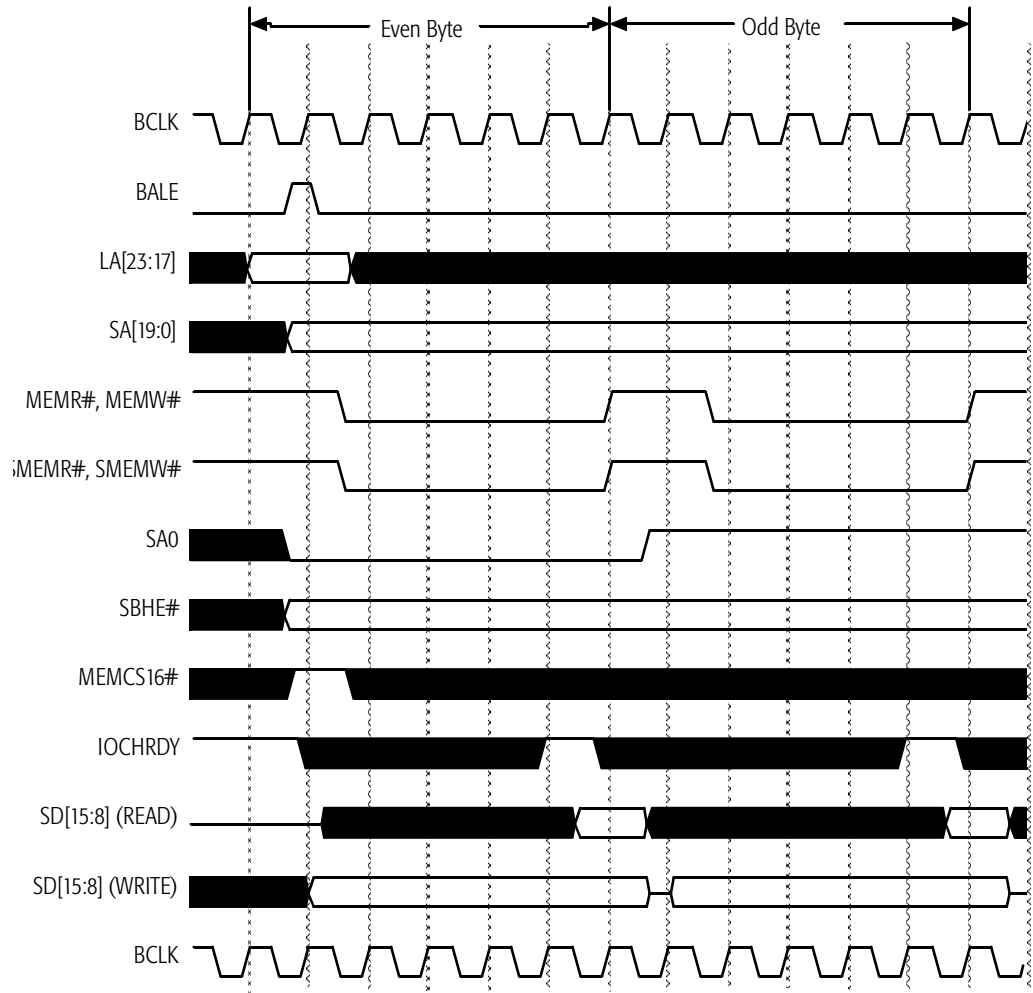 Even Byte Odd Byte
BCLK
BALE
LA[23:17]
SA[19:0]
MEMR#, MEMW#
SMEMR#, SMEMW#
SA0
SBHE#
MEMCS16#
IOCHRDY
SD[15:8] (READ)
SD[15:8] (WRITE)
BCLK